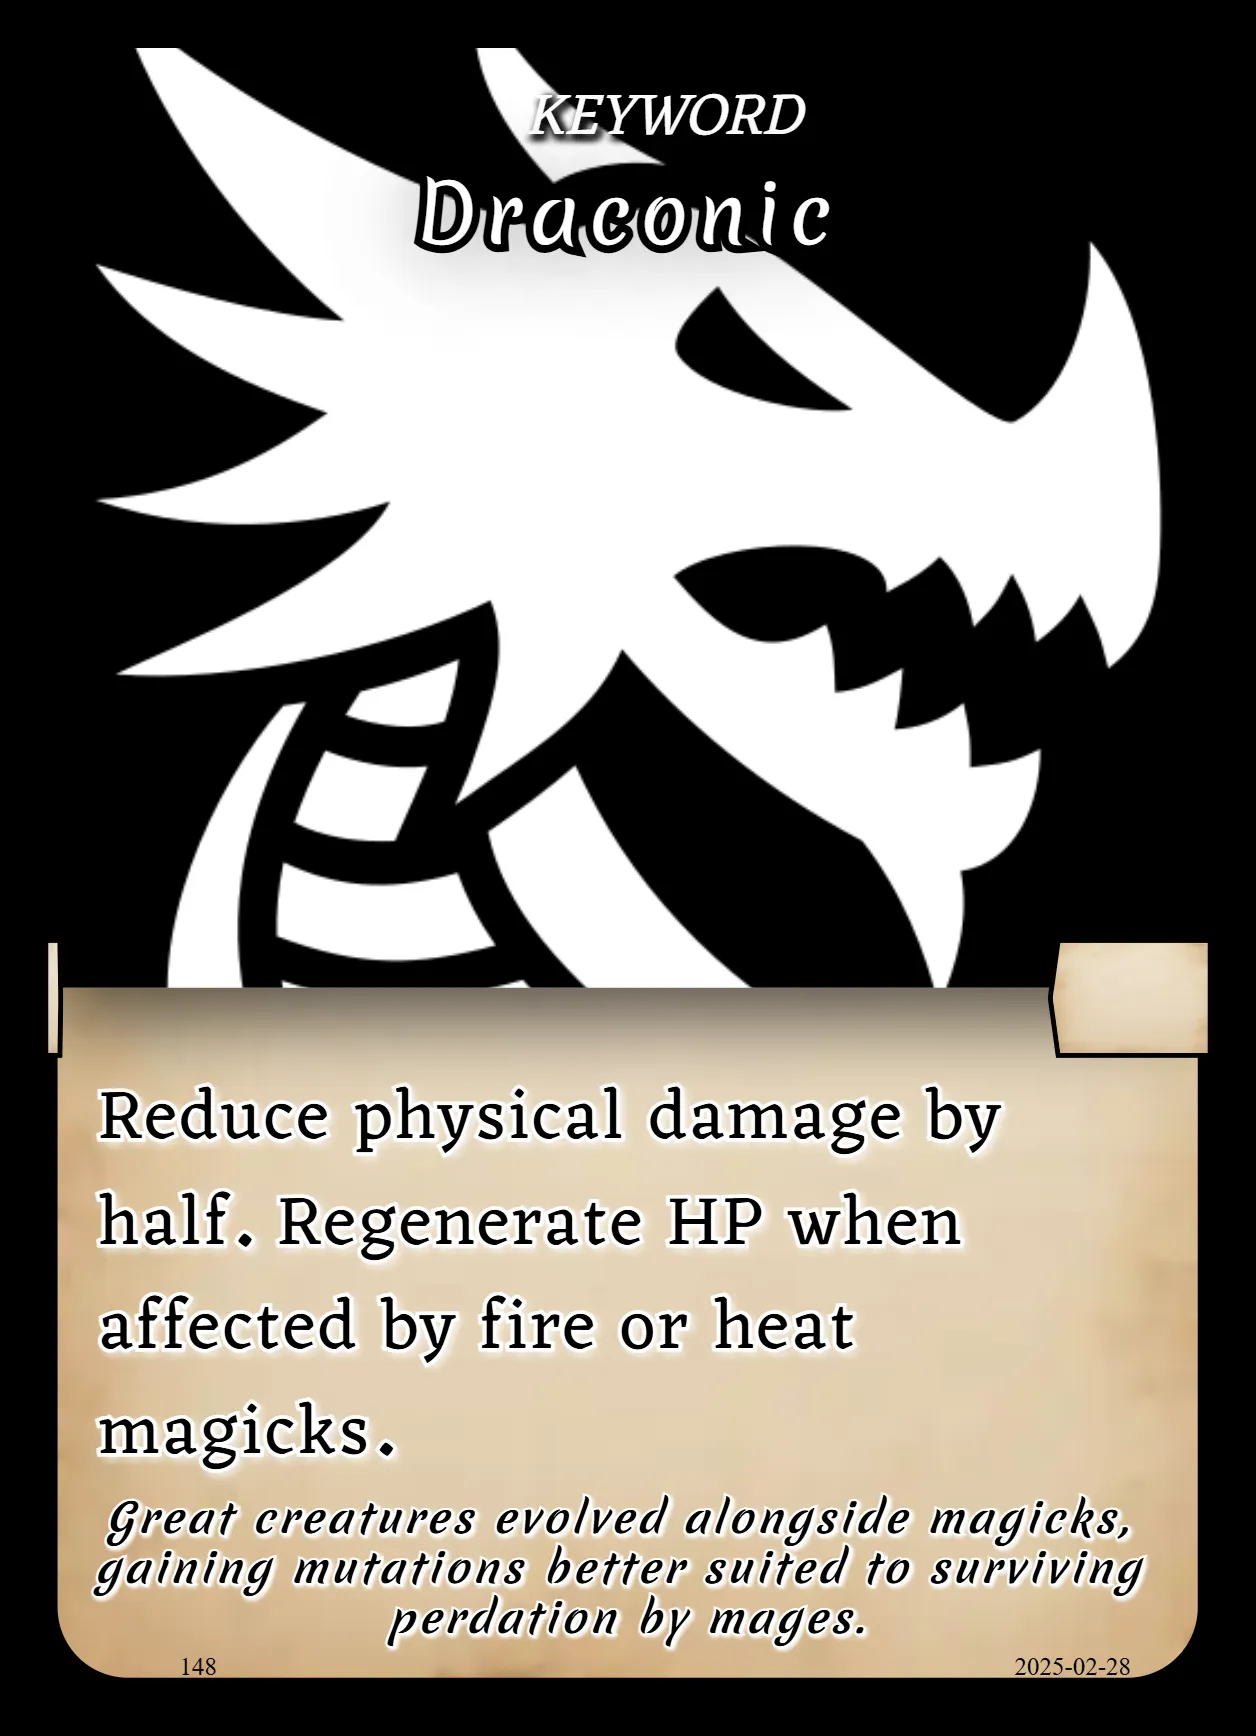 KEYWORD
Draconic
Reduce physical damage by
half. Regenerate HP when
affected by fire or heat
magicks.
Great creatures evolved alongside magicks,
gaining mutations better suited to surviving
perdation by mages.
148
2025-02-28